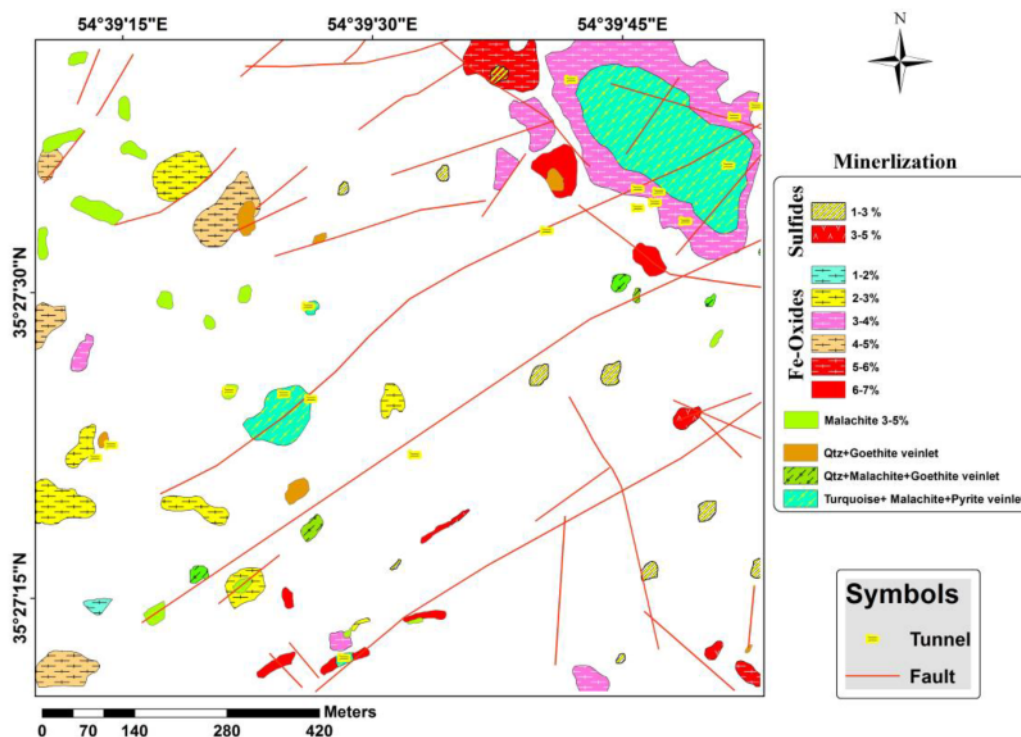 54°39'15"E
54°39'30"E
54°39'45"E
N
35°27'30"N
35°27'15"N
Minerlization
Sulfides
1-3 %
3-5 %
Fe-Oxides
1-2%
2-3%
3-4%
4-5%
5-6%
6-7%
Malachite 3-5%
Qtz+Goethite veinlet
Qtz+Malachite+Goethite veinlet
Turquoise+ Malachite+Pyrite veinlet
Symbols
Tunnel
Fault
Meters
0 70 140 280 420